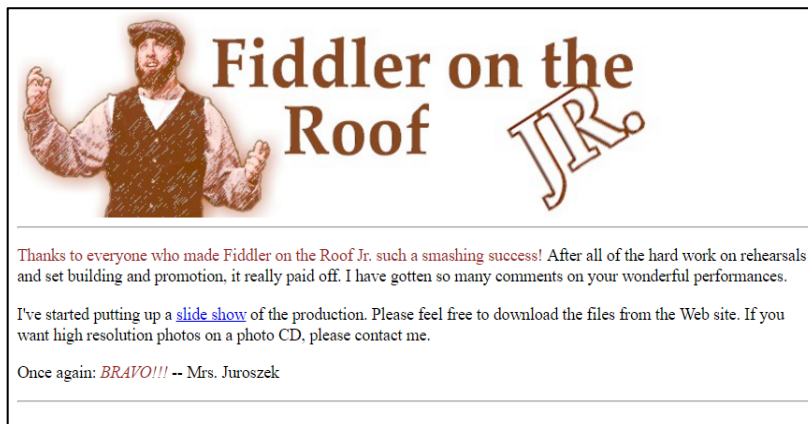 Fiddler on the
Roof
JR.
Thanks to everyone who made Fiddler on the Roof Jr. such a smashing success! After all of the hard work on rehearsals
and set building and promotion, it really paid off. I have gotten so many comments on your wonderful performances.
I've started putting up a slide show of the production. Please feel free to download the files from the Web site. If you
want high resolution photos on a photo CD, please contact me.
Once again: BRAVO!!! -- Mrs. Juroszek